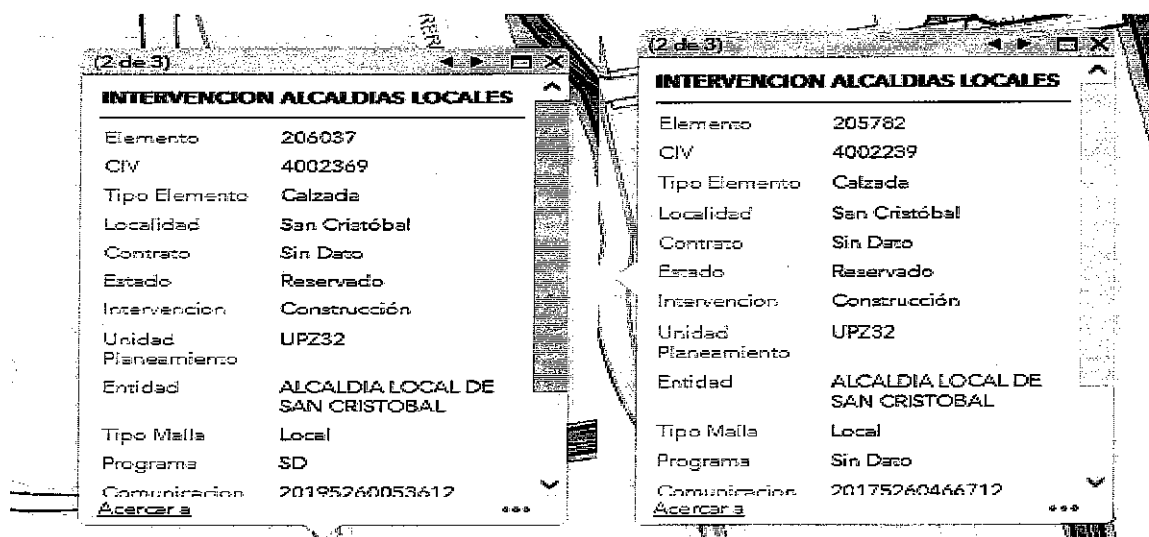 (2 de 3)
INTERVENCION ALCALDIAS LOCALES
Elemento 206037
CIV 4002369
Tipo Elemento Calzada
Localidad San Cristóbal
Contrato Sin Dato
Estado Reservado
Intervencion Construcción
Unidad Planeamiento UPZ32
Entidad ALCALDIA LOCAL DE
SAN CRISTOBAL
Tipo Malla Local
Programa SD
Comunicacion 20195260053612
Acercar a
(2 de 3)
INTERVENCION ALCALDIAS LOCALES
Elemento 205782
CIV 4002239
Tipo Elemento Calzada
Localidad San Cristóbal
Contrato Sin Dato
Estado Reservado
Intervencion Construcción
Unidad Planeamiento UPZ32
Entidad ALCALDIA LOCAL DE
SAN CRISTOBAL
Tipo Malla Local
Programa Sin Dato
Comunicacion 20175260466712
Acercar a